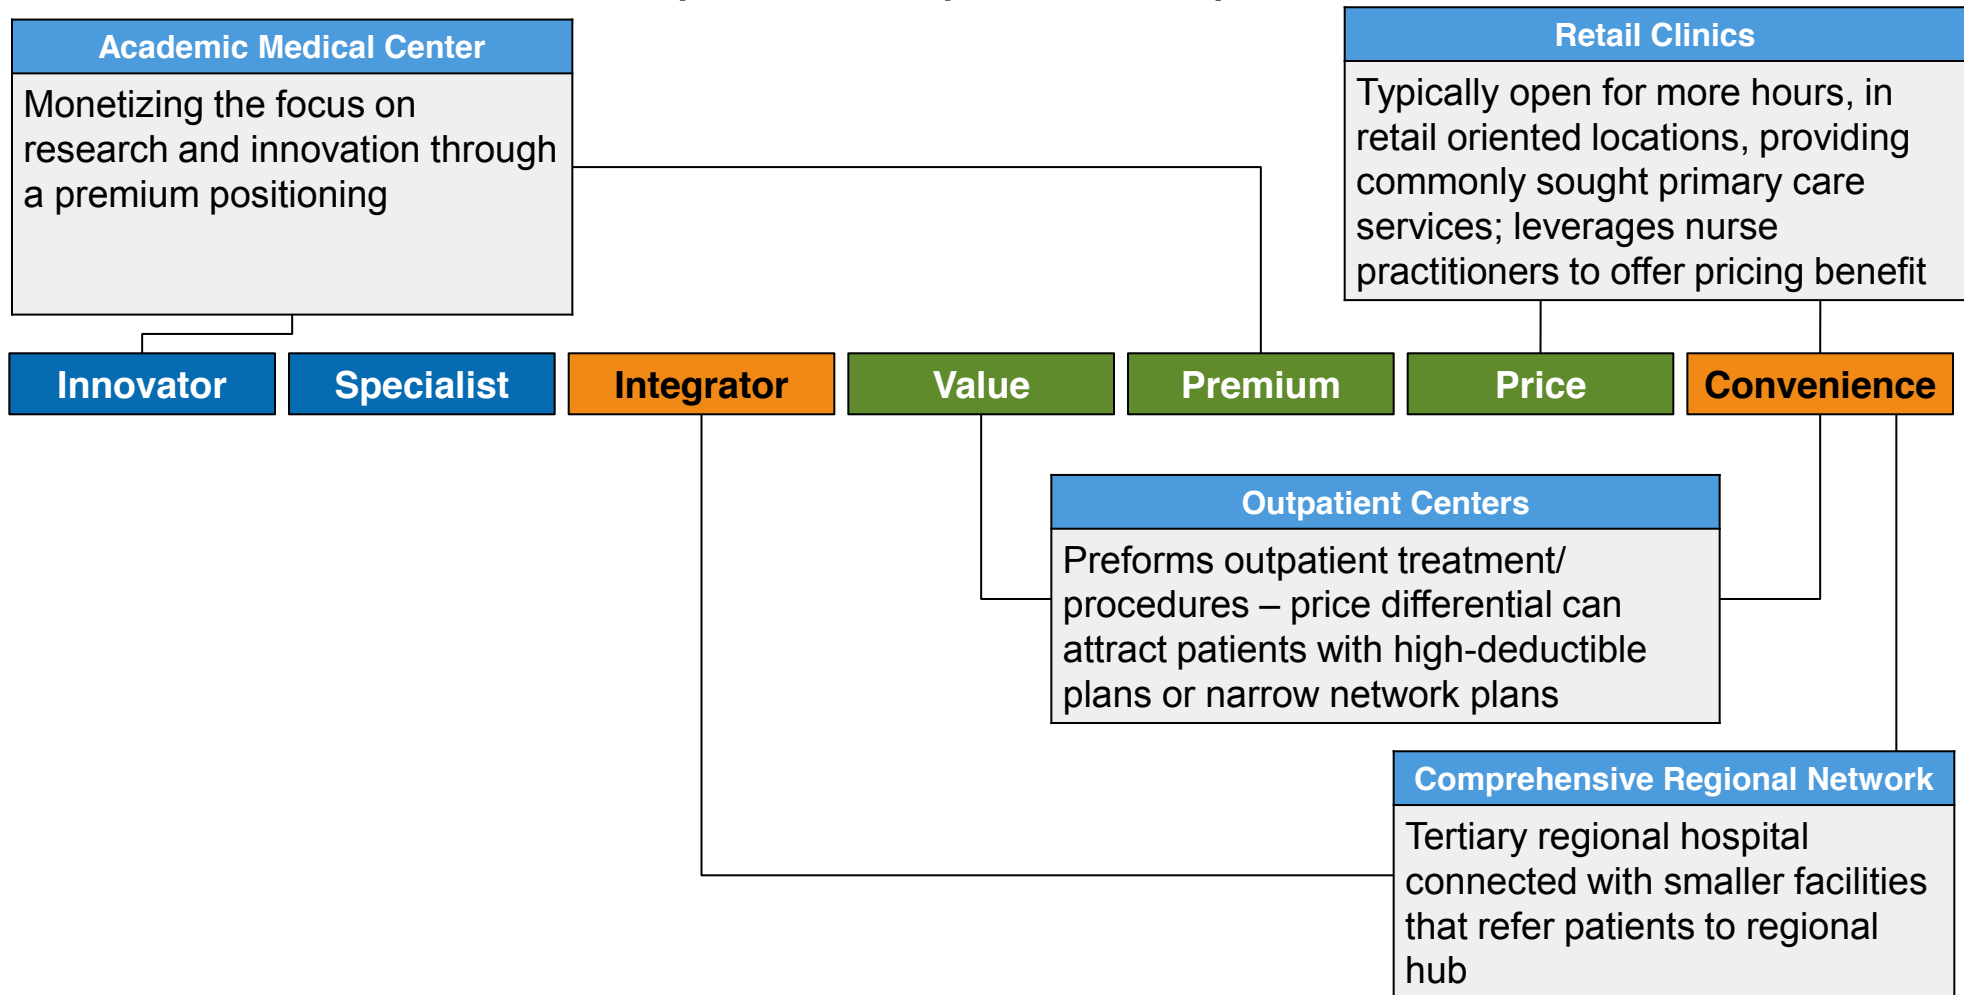 Academic Medical Center
Monetizing the focus on
research and innovation through
a premium positioning
Retail Clinics
Typically open for more hours, in
retail oriented locations, providing
commonly sought primary care
services; leverages nurse
practitioners to offer pricing benefit
Innovator
Specialist
Integrator
Value
Premium
Price
Convenience
Outpatient Centers
Preforms outpatient treatment/
procedures – price differential can
attract patients with high-deductible
plans or narrow network plans
Comprehensive Regional Network
Tertiary regional hospital
connected with smaller facilities
that refer patients to regional
hub